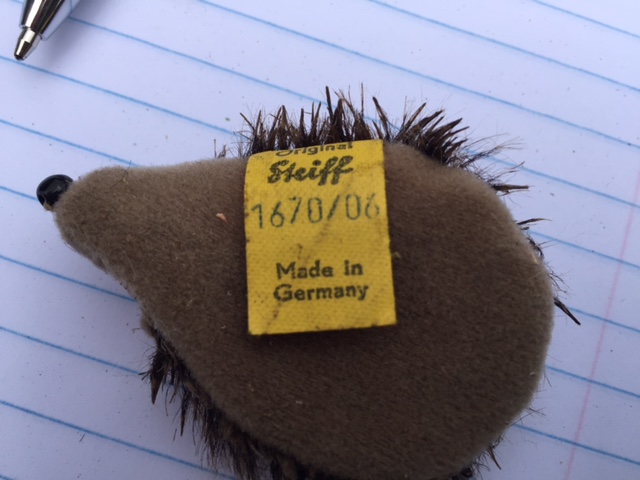 Original
Steiff
1670/06
Made in
Germany